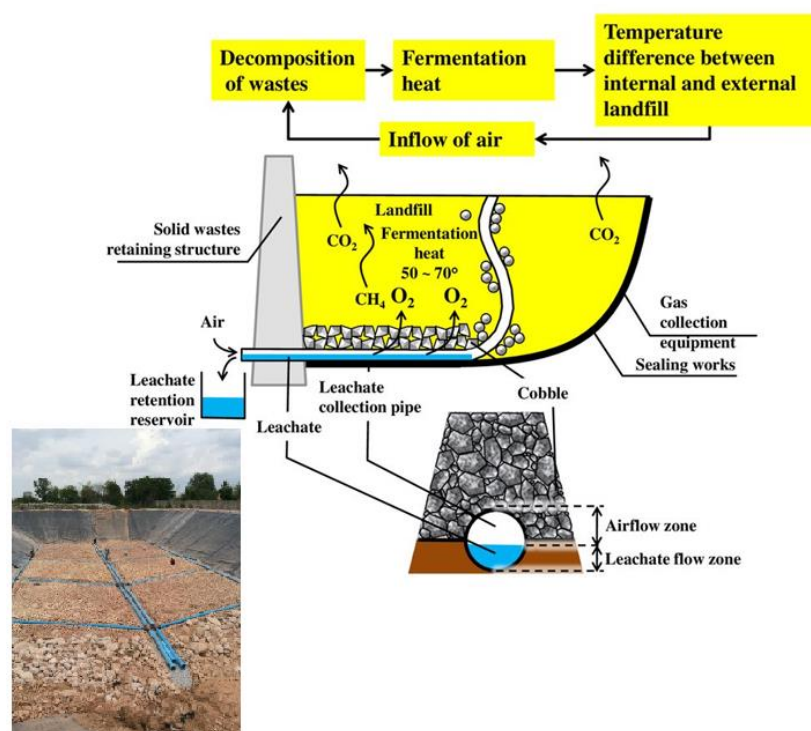 Decomposition
of wastes
Fermentation
heat
Temperature
difference between
internal and external
landfill
Inflow of air
Solid wastes
retaining structure
CO2
Landfill
Fermentation
heat
50 ~ 70°
CH4
O2
O2
CO2
Gas
collection
equipment
Sealing works
Air
Leachate
retention
reservoir
Leachate
Leachate
collection pipe
Cobble
Airflow zone
Leachate flow zone